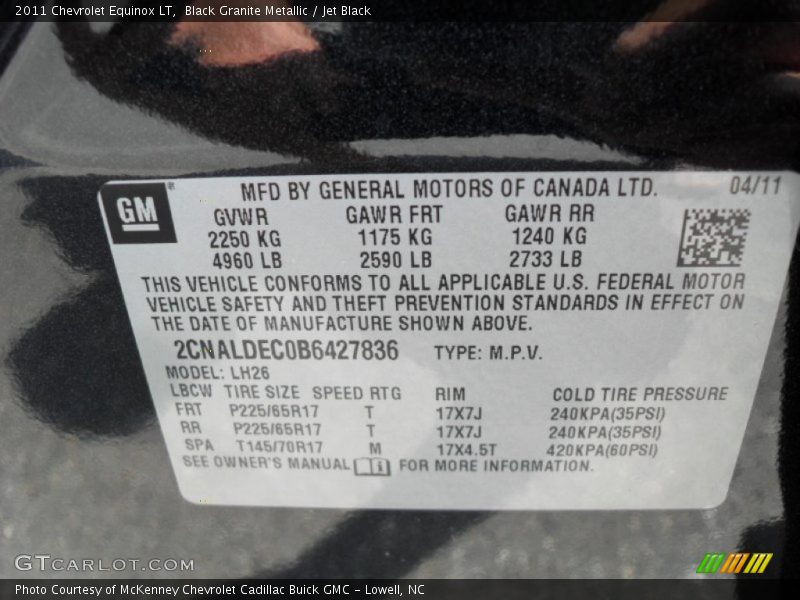 2011 Chevrolet Equinox LT, Black Granite Metallic / Jet Black
GM
MFD BY GENERAL MOTORS OF CANADA LTD. 04/11
GVWR GAWR FRT GAWR RR
2250 KG 1175 KG 1240 KG
4960 LB 2590 LB 2733 LB
THIS VEHICLE CONFORMS TO ALL APPLICABLE U.S. FEDERAL MOTOR
VEHICLE SAFETY AND THEFT PREVENTION STANDARDS IN EFFECT ON
THE DATE OF MANUFACTURE SHOWN ABOVE.
2CNALDEC0B6427836 TYPE: M.P.V.
MODEL: LH26
LBCW TIRE SIZE SPEED RTG RIM COLD TIRE PRESSURE
FRT P225/65R17 T 17X7J 240KPA(35PSI)
RR P225/65R17 T 17X7J 240KPA(35PSI)
SPA T145/70R17 M 17X4.5T 420KPA(60PSI)
SEE OWNER'S MANUAL FOR MORE INFORMATION.
GTCARLOT.COM
Photo Courtesy of McKenney Chevrolet Cadillac Buick GMC - Lowell, NC